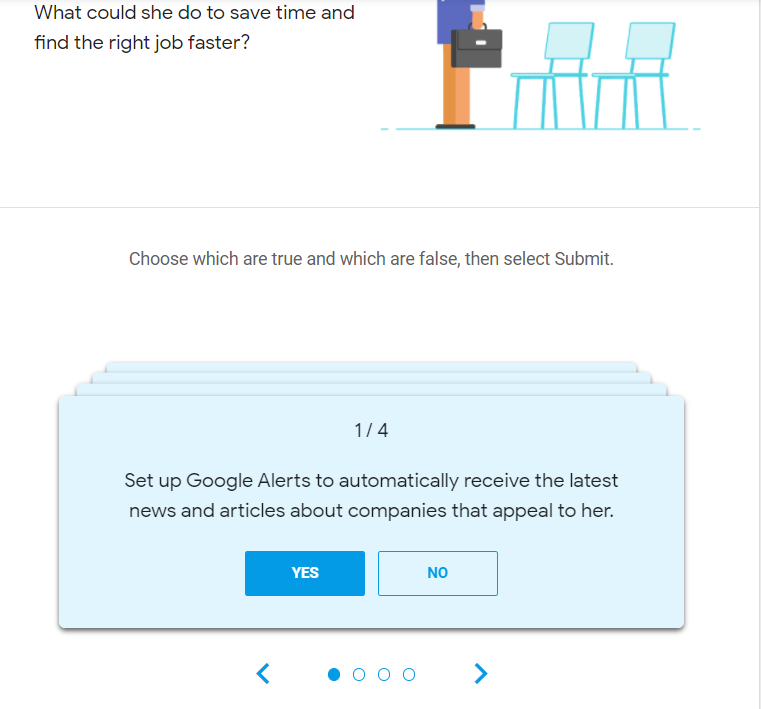 What could she do to save time and
find the right job faster?
Choose which are true and which are false, then select Submit.
1 / 4
Set up Google Alerts to automatically receive the latest
news and articles about companies that appeal to her.
YES
NO